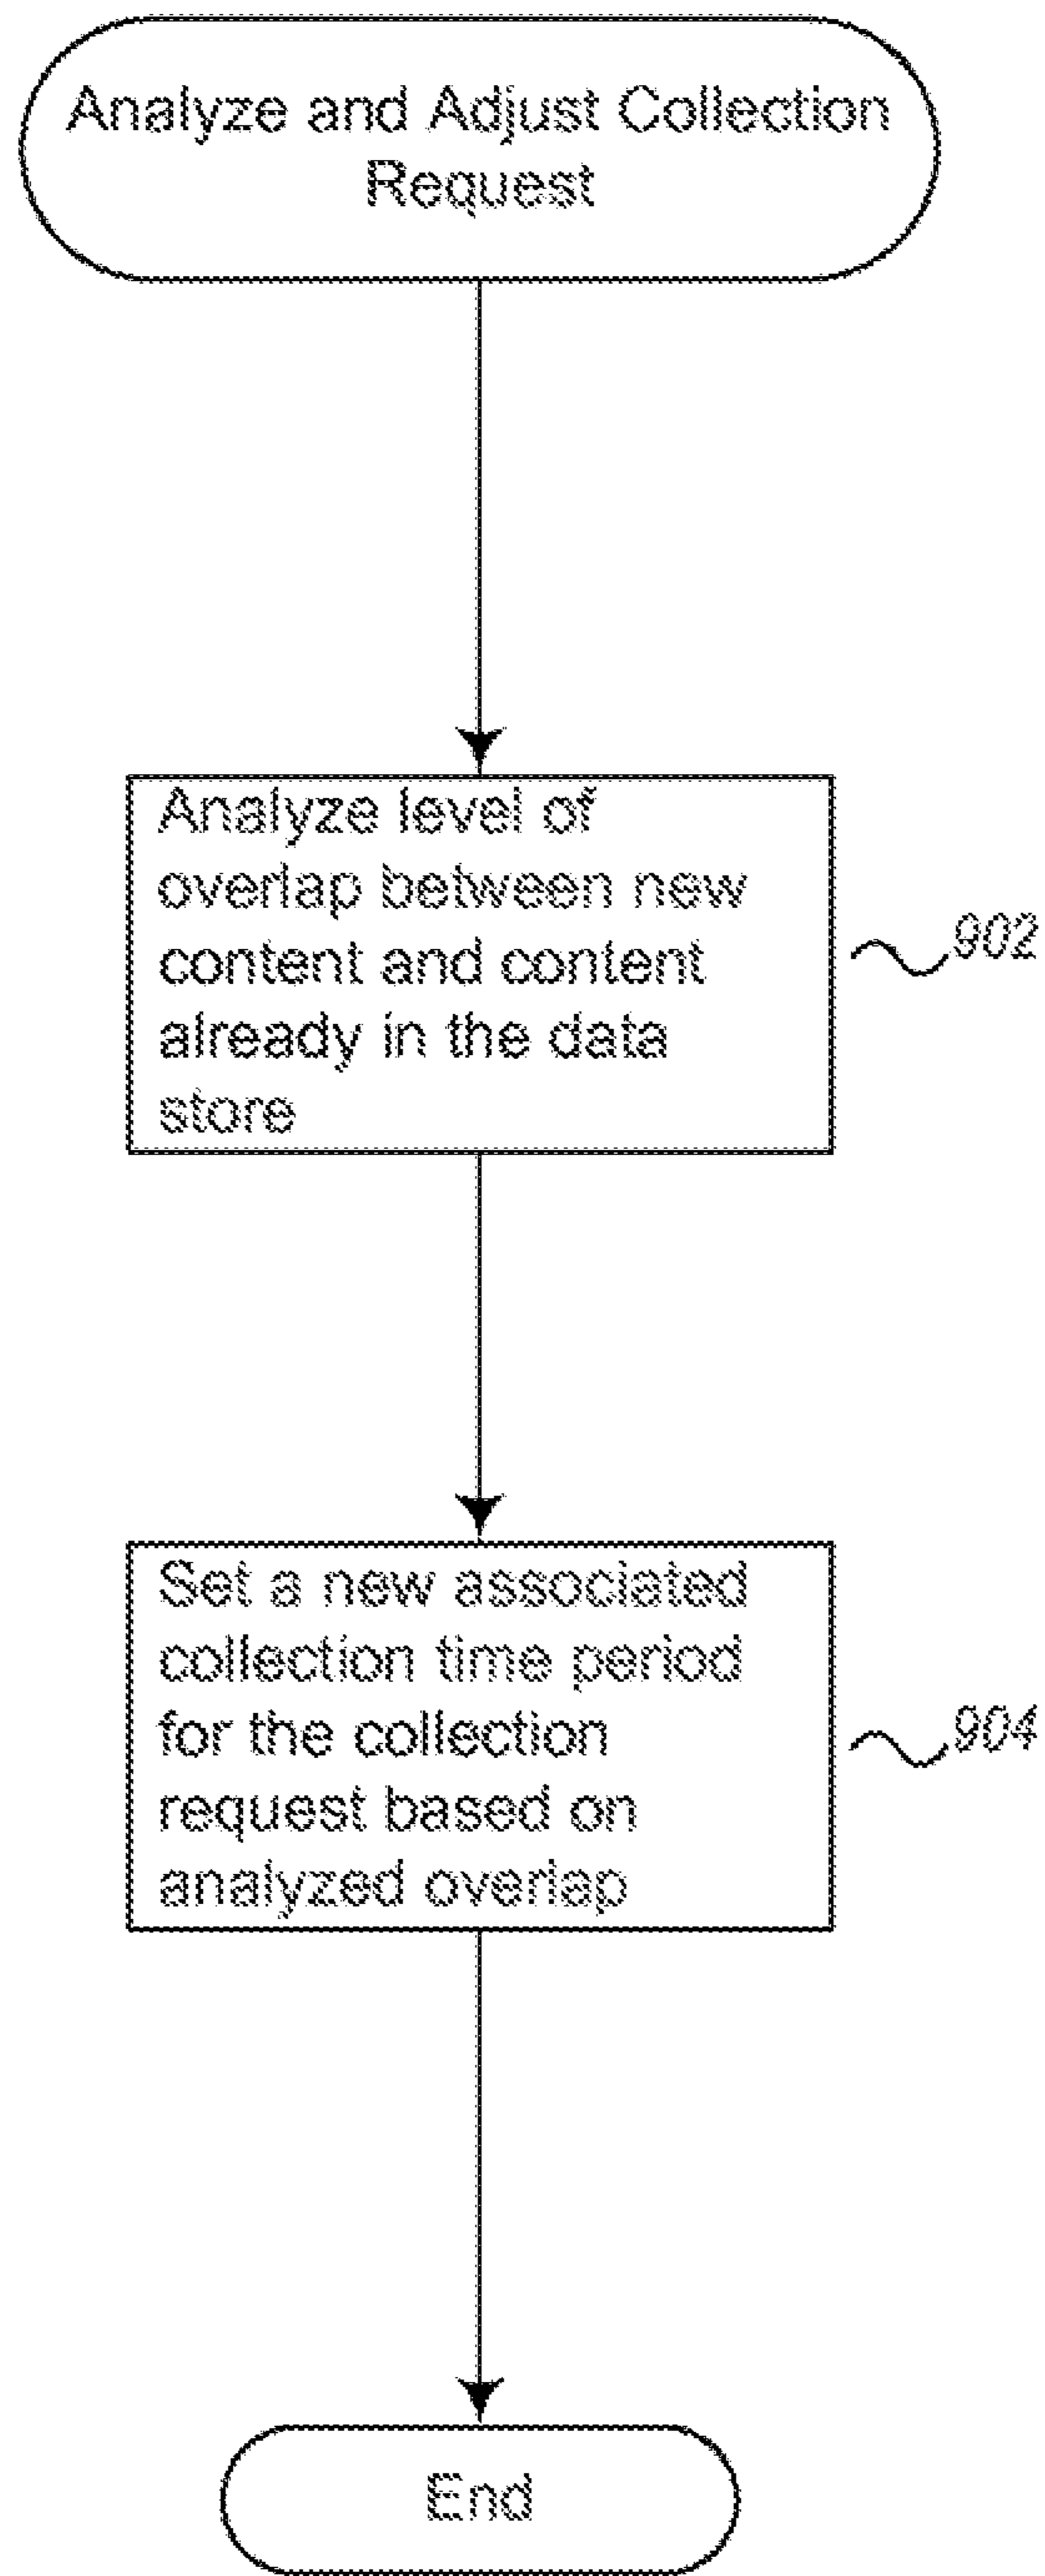 Analyze and Adjust Collection
Request
Analyze level of
overlap between new
content and content
already in the data
store
902
Set a new associated
collection time period
for the collection
request based on
analyzed overlap
904
End